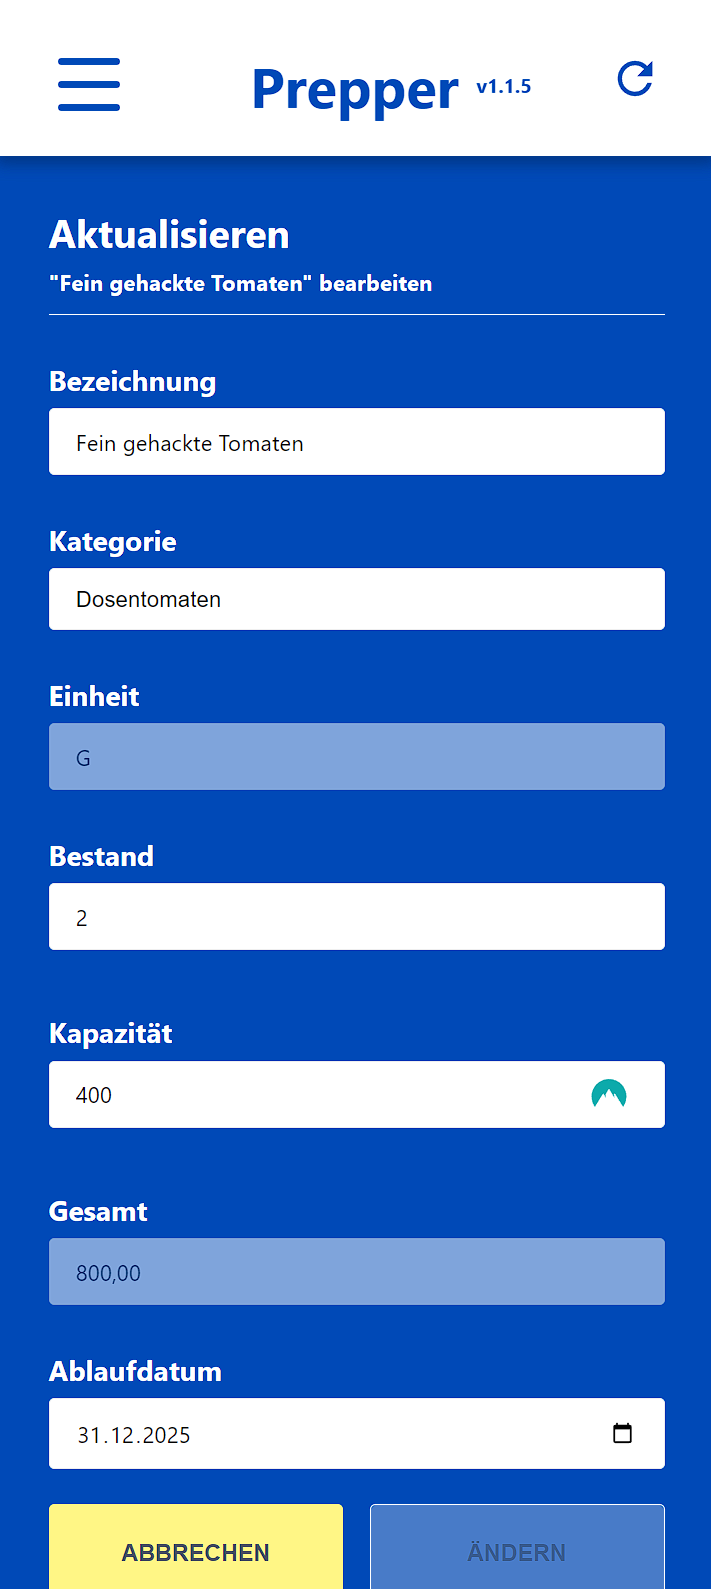 Prepper v1.1.5
Aktualisieren
"Fein gehackte Tomaten" bearbeiten
Bezeichnung
Fein gehackte Tomaten
Kategorie
Dosentomaten
Einheit
G
Bestand
2
Kapazität
400
Gesamt
800,00
Ablaufdatum
31.12.2025
ABBRECHEN ÄNDERN